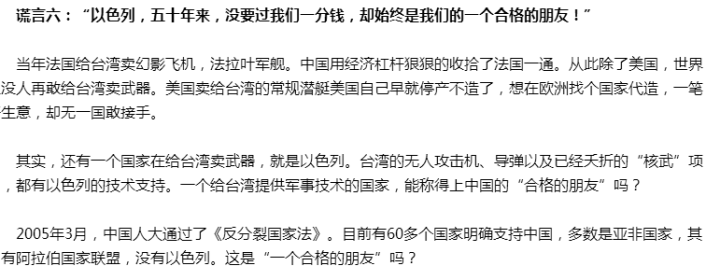 谎言六：“以色列，五十年来，没要过我们一分钱，却始终是我们的一个合格的朋友！”
当年法国给台湾卖幻影飞机，法拉叶军舰。中国用经济杠杆狠狠的收拾了法国一通。从此除了美国，世界
没人再敢给台湾卖武器。美国卖给台湾的常规潜艇美国自己早就停产不造了，想在欧洲找个国家代造，一笔
生意，却无一国敢接手。
其实，还有一个国家在给台湾卖武器，就是以色列。台湾的无人攻击机、导弹以及已经夭折的“核武”项
，都有以色列的技术支持。一个给台湾提供军事技术的国家，能称得上中国的“合格的朋友”吗？
2005年3月，中国人大通过了《反分裂国家法》。目前有60多个国家明确支持中国，多数是亚非国家，其
有阿拉伯国家联盟，没有以色列。这是“一个合格的朋友”吗？